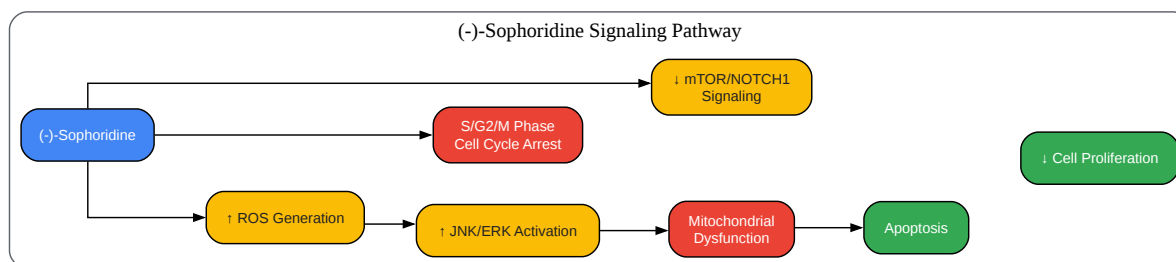 (-)-Sophoridine Signaling Pathway
↓ mTOR/NOTCH1
Signaling
(-)-Sophoridine
S/G2/M Phase
Cell Cycle Arrest
↓ Cell Proliferation
↑ ROS Generation
↑ JNK/ERK Activation
Mitochondrial
Dysfunction
Apoptosis